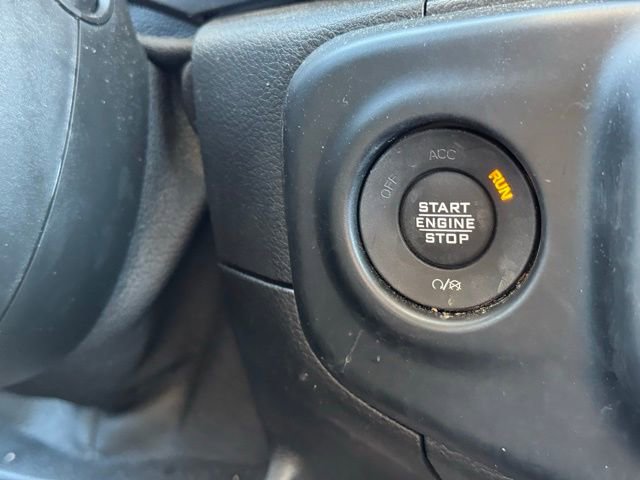 ACC
OFF
RUN
START
ENGINE
STOP